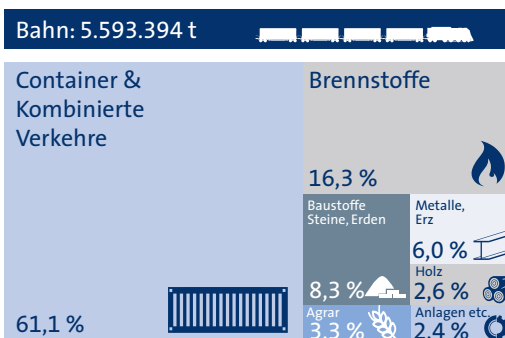 Bahn: 5.593.394 t
Container &
Kombinierte
Verkehre
61,1 %
Brennstoffe
16,3 %
Baustoffe
Steine, Erden
8,3 %
Metalle,
Erz
6,0 %
Holz
2,6 %
Agrar
3,3 %
Anlagen etc.
2,4 %